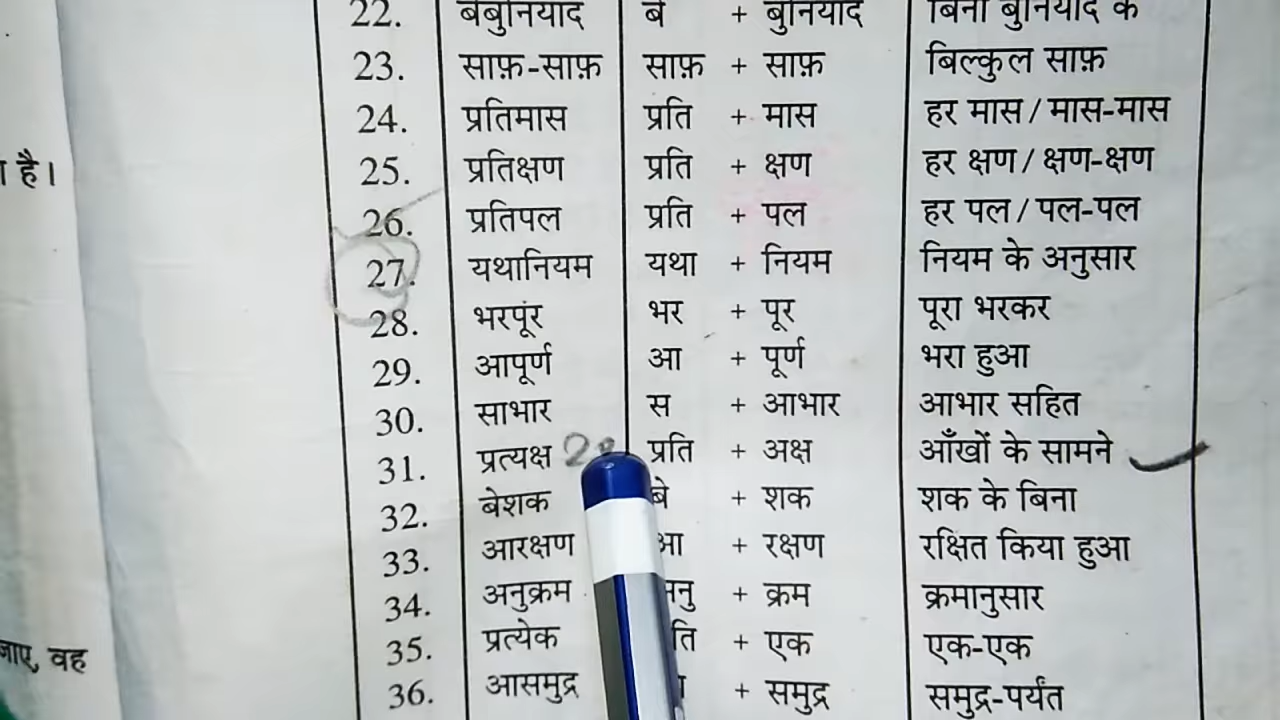 22. बेबुनियाद बे + बुनियाद बिना बुनियाद के
23. साफ़-साफ़ साफ़ + साफ़ बिल्कुल साफ़
24. प्रतिमास प्रति + मास हर मास / मास-मास
है। 25. प्रतिक्षण प्रति + क्षण हर क्षण / क्षण-क्षण
26. प्रतिपल प्रति + पल हर पल / पल-पल
27. यथानियम यथा + नियम नियम के अनुसार
28. भरपूर भर + पूर पूरा भरकर
29. आपूर्ण आ + पूर्ण भरा हुआ
30. साभार स + आभार आभार सहित
31. प्रत्यक्ष प्रति + अक्ष आँखों के सामने
32. बेशक बे + शक शक के बिना
33. आरक्षण आ + रक्षण रक्षित किया हुआ
34. अनुक्रम नु + क्रम क्रमानुसार
जाए, वह 35. प्रत्येक ति + एक एक-एक
36. आसमुद्र + समुद्र समुद्र-पर्यंत